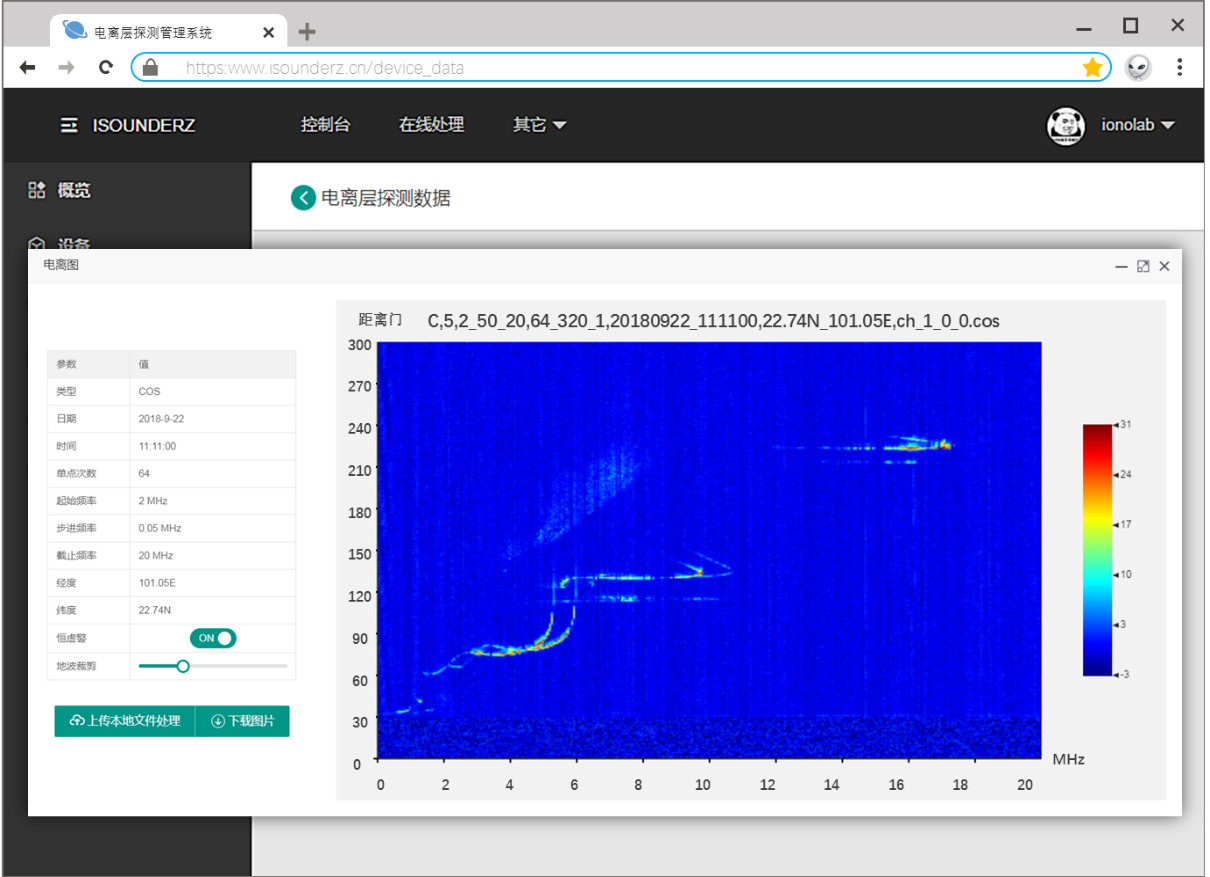 电离层探测管理系统
https:www.isounderz.cn/device_data
ISOUNDERZ 控制台 在线处理 其它 ionolab
概览
电离层探测数据
设备
电离图
距离门 C,5,2_50_20,64_320_1,20180922_111100,22.74N_101.05E,ch_1_0_0.cos
参数 值
类型 COS
日期 2018-9-22
时间 11:11:00
单点次数 64
起始频率 2 MHz
步进频率 0.05 MHz
截止频率 20 MHz
经度 101.05E
纬度 22.74N
恒虚警 ON
地波裁剪
上传本地文件处理 下载图片
300
270
240
210
180
150
120
90
60
30
0
MHz
0 2 4 6 8 10 12 14 16 18 20
31
24
17
10
3
-3